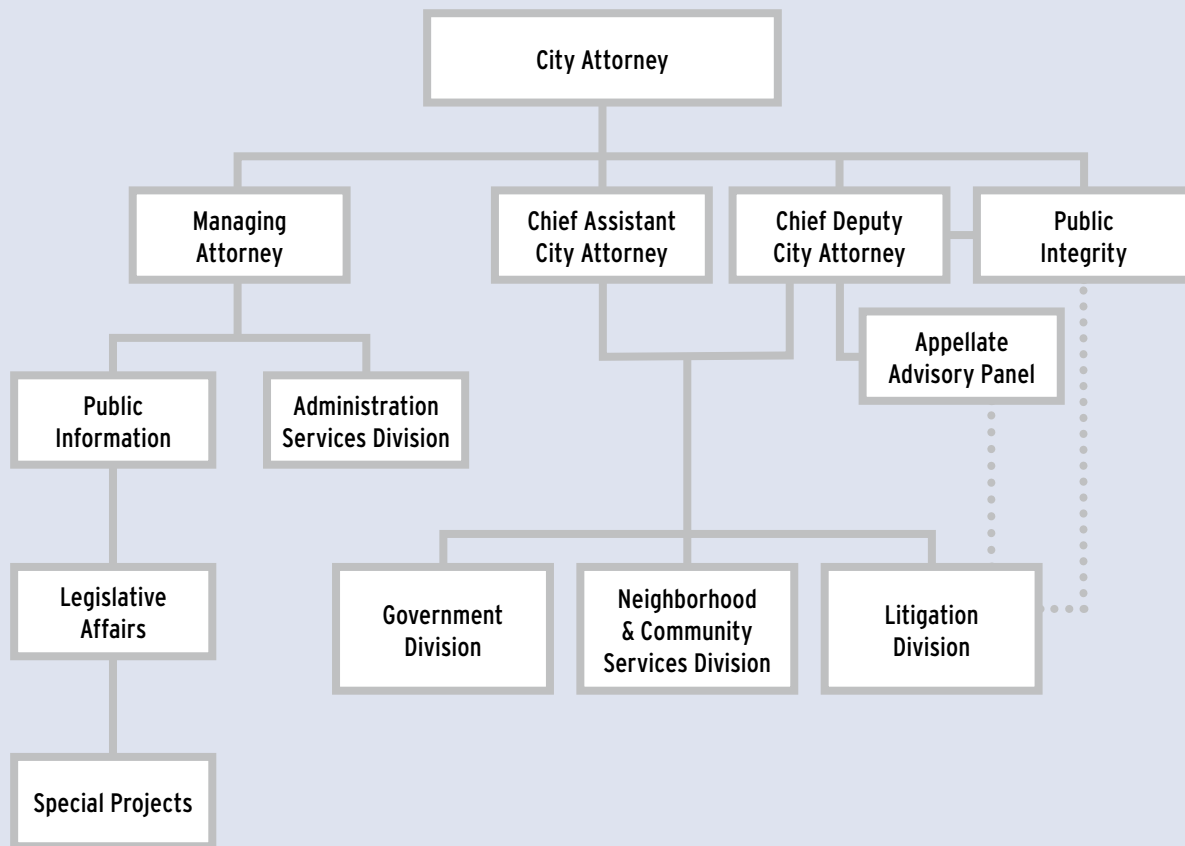 City Attorney
Managing
Attorney
Chief Assistant
City Attorney
Chief Deputy
City Attorney
Public
Integrity
Appellate
Advisory Panel
Public
Information
Administration
Services Division
Legislative
Affairs
Government
Division
Neighborhood
& Community
Services Division
Litigation
Division
Special Projects